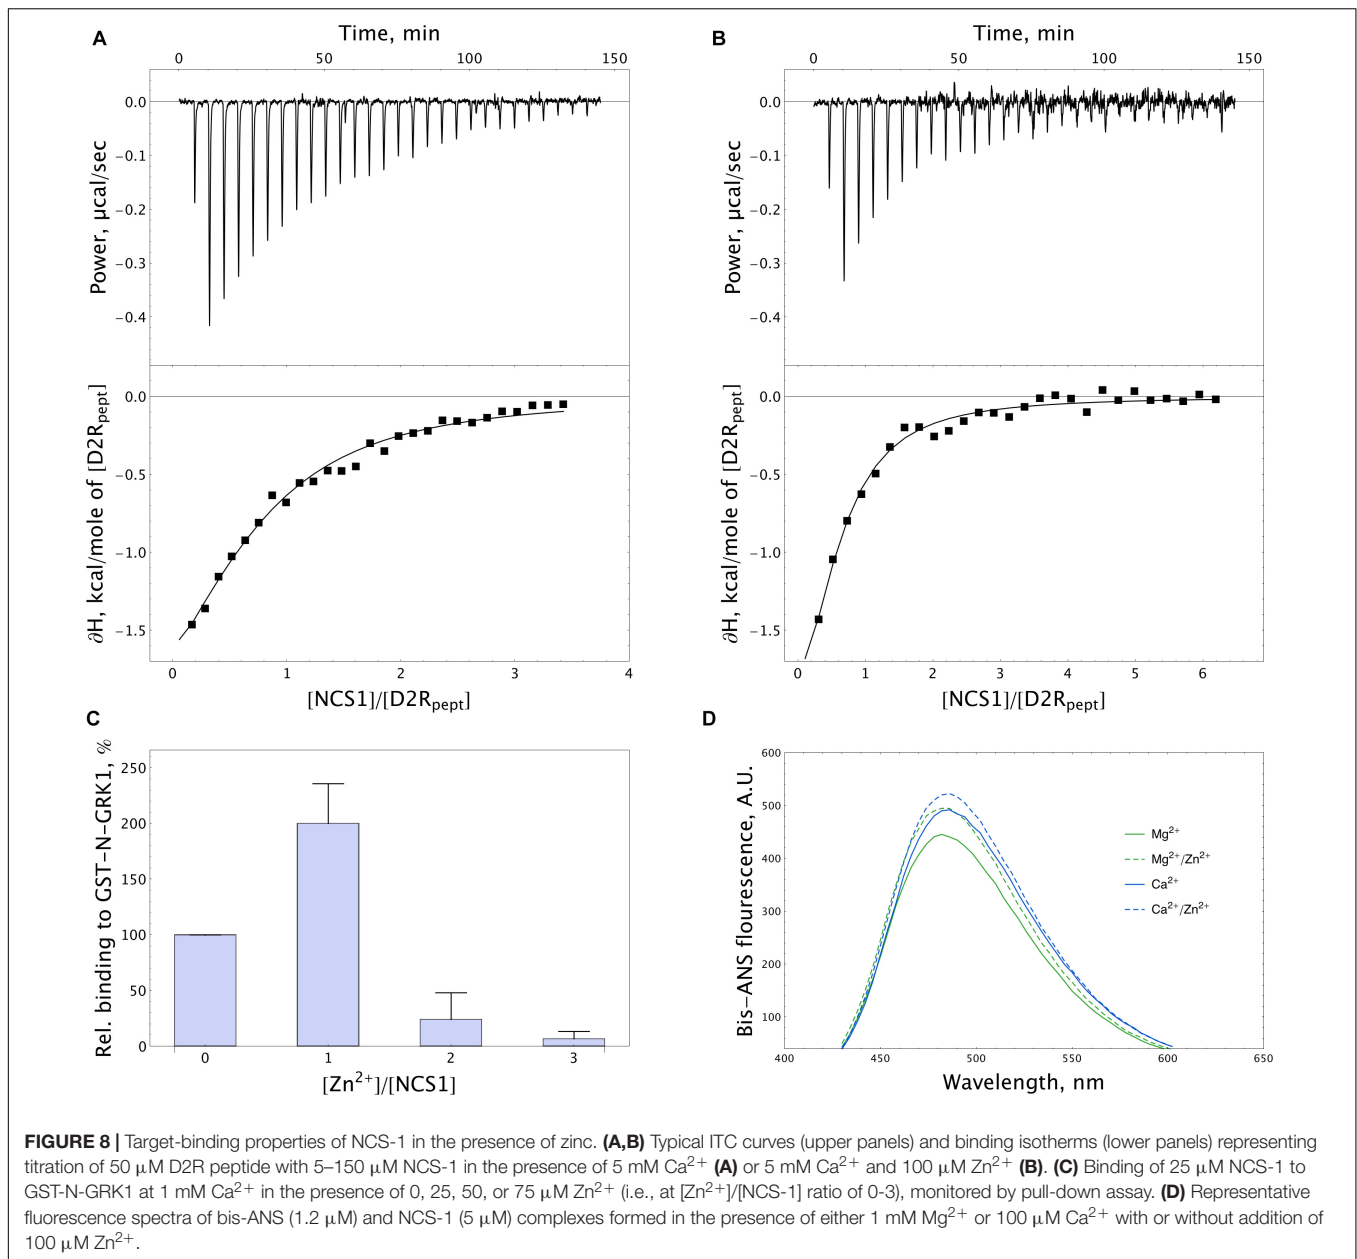 A
Time, min
0 50 100 150
0.0
−0.1
−0.2
−0.3
−0.4
Power, μcal/sec
0.0
−0.5
−1.0
−1.5
∂H, kcal/mole of [D2Rpept]
0 1 2 3 4
[NCS1]/[D2Rpept]
B
Time, min
0 50 100 150
0.0
−0.1
−0.2
−0.3
−0.4
Power, μcal/sec
0.0
−0.5
−1.0
−1.5
∂H, kcal/mole of [D2Rpept]
0 1 2 3 4 5 6
[NCS1]/[D2Rpept]
C
Rel. binding to GST−N−GRK1, %
250
200
150
100
50
0
0 1 2 3
[Zn2+]/[NCS1]
D
Bis−ANS flourescence, A.U.
600
500
400
300
200
100
400 450 500 550 600 650
Wavelength, nm
Mg2+
Mg2+/Zn2+
Ca2+
Ca2+/Zn2+
FIGURE 8 | Target-binding properties of NCS-1 in the presence of zinc. (A,B) Typical ITC curves (upper panels) and binding isotherms (lower panels) representing
titration of 50 μM D2R peptide with 5–150 μM NCS-1 in the presence of 5 mM Ca2+ (A) or 5 mM Ca2+ and 100 μM Zn2+ (B). (C) Binding of 25 μM NCS-1 to
GST-N-GRK1 at 1 mM Ca2+ in the presence of 0, 25, 50, or 75 μM Zn2+ (i.e., at [Zn2+]/[NCS-1] ratio of 0-3), monitored by pull-down assay. (D) Representative
fluorescence spectra of bis-ANS (1.2 μM) and NCS-1 (5 μM) complexes formed in the presence of either 1 mM Mg2+ or 100 μM Ca2+ with or without addition of
100 μM Zn2+.